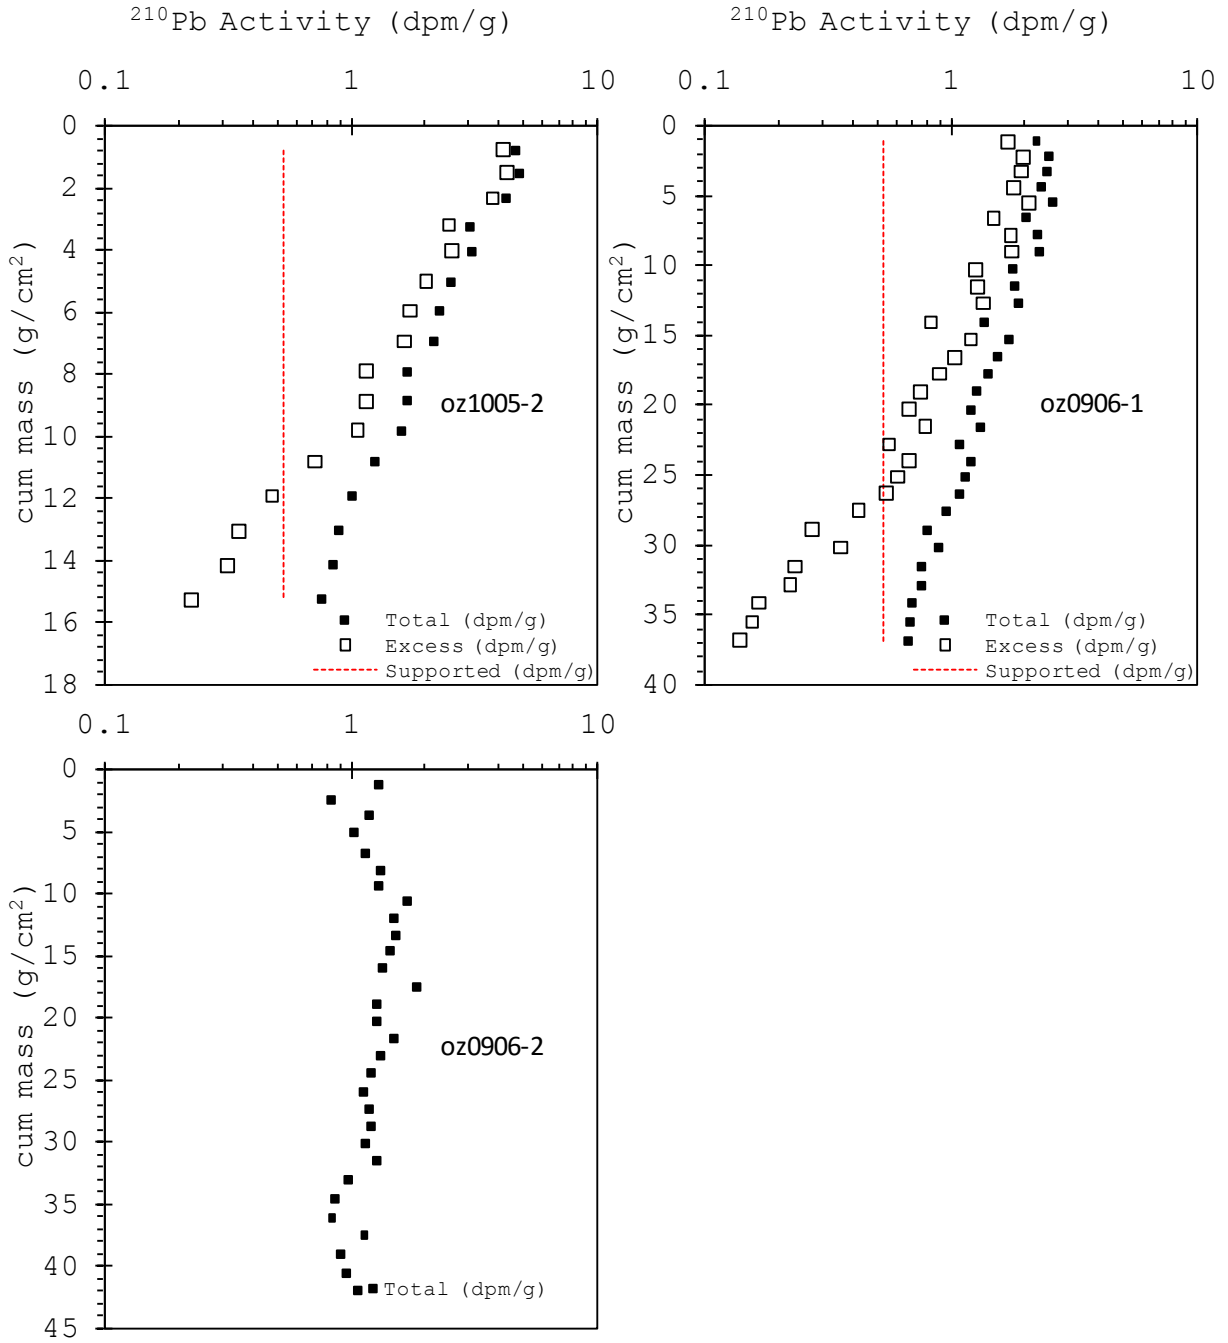 ²¹⁰Pb Activity (dpm/g)
0.1 1 10
0
2
4
6
8
10
12
14
16
18
cum mass (g/cm²)
oz1005-2
Total (dpm/g)
Excess (dpm/g)
Supported (dpm/g)
²¹⁰Pb Activity (dpm/g)
0.1 1 10
0
5
10
15
20
25
30
35
40
cum mass (g/cm²)
oz0906-1
Total (dpm/g)
Excess (dpm/g)
Supported (dpm/g)
0.1 1 10
0
5
10
15
20
25
30
35
40
45
cum mass (g/cm²)
oz0906-2
Total (dpm/g)